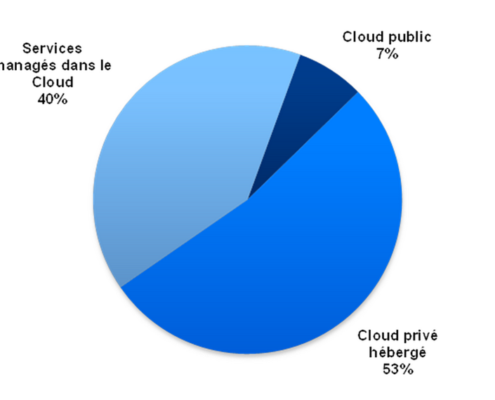 Services
managés dans le
Cloud
40%
Cloud public
7%
Cloud privé
hébergé
53%